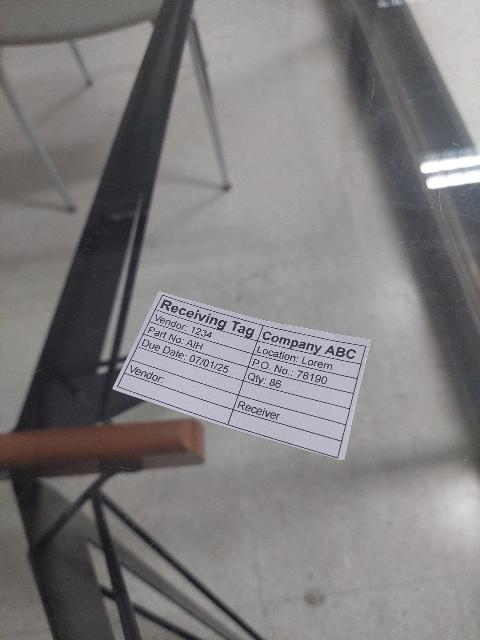 Receiving Tag Company ABC
Vendor: 1234 Location: Lorem
Part No. AIH P.O. No.: 78190
Due Date: 07/01/25 Qty: 86
Vendor: Receiver